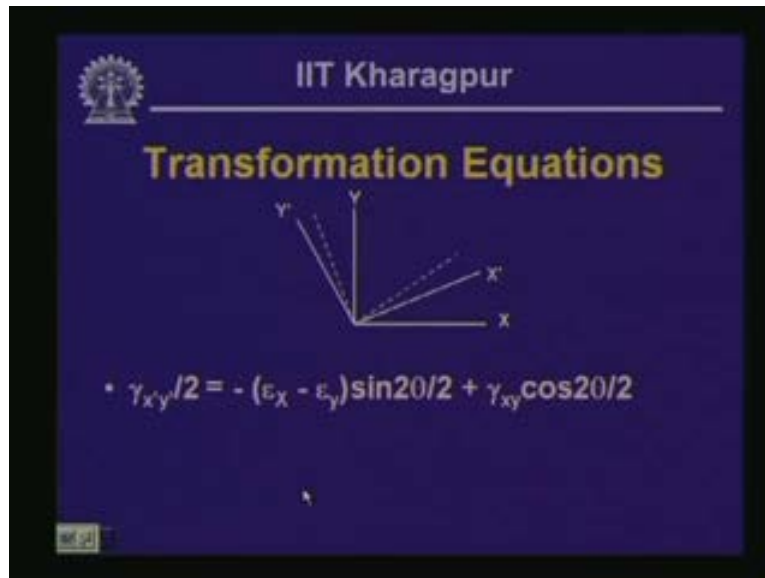 IIT Kharagpur
Transformation Equations
Y' Y
X'
X
• γx'y'/2 = - (εX - εy)sin2θ/2 + γxycos2θ/2